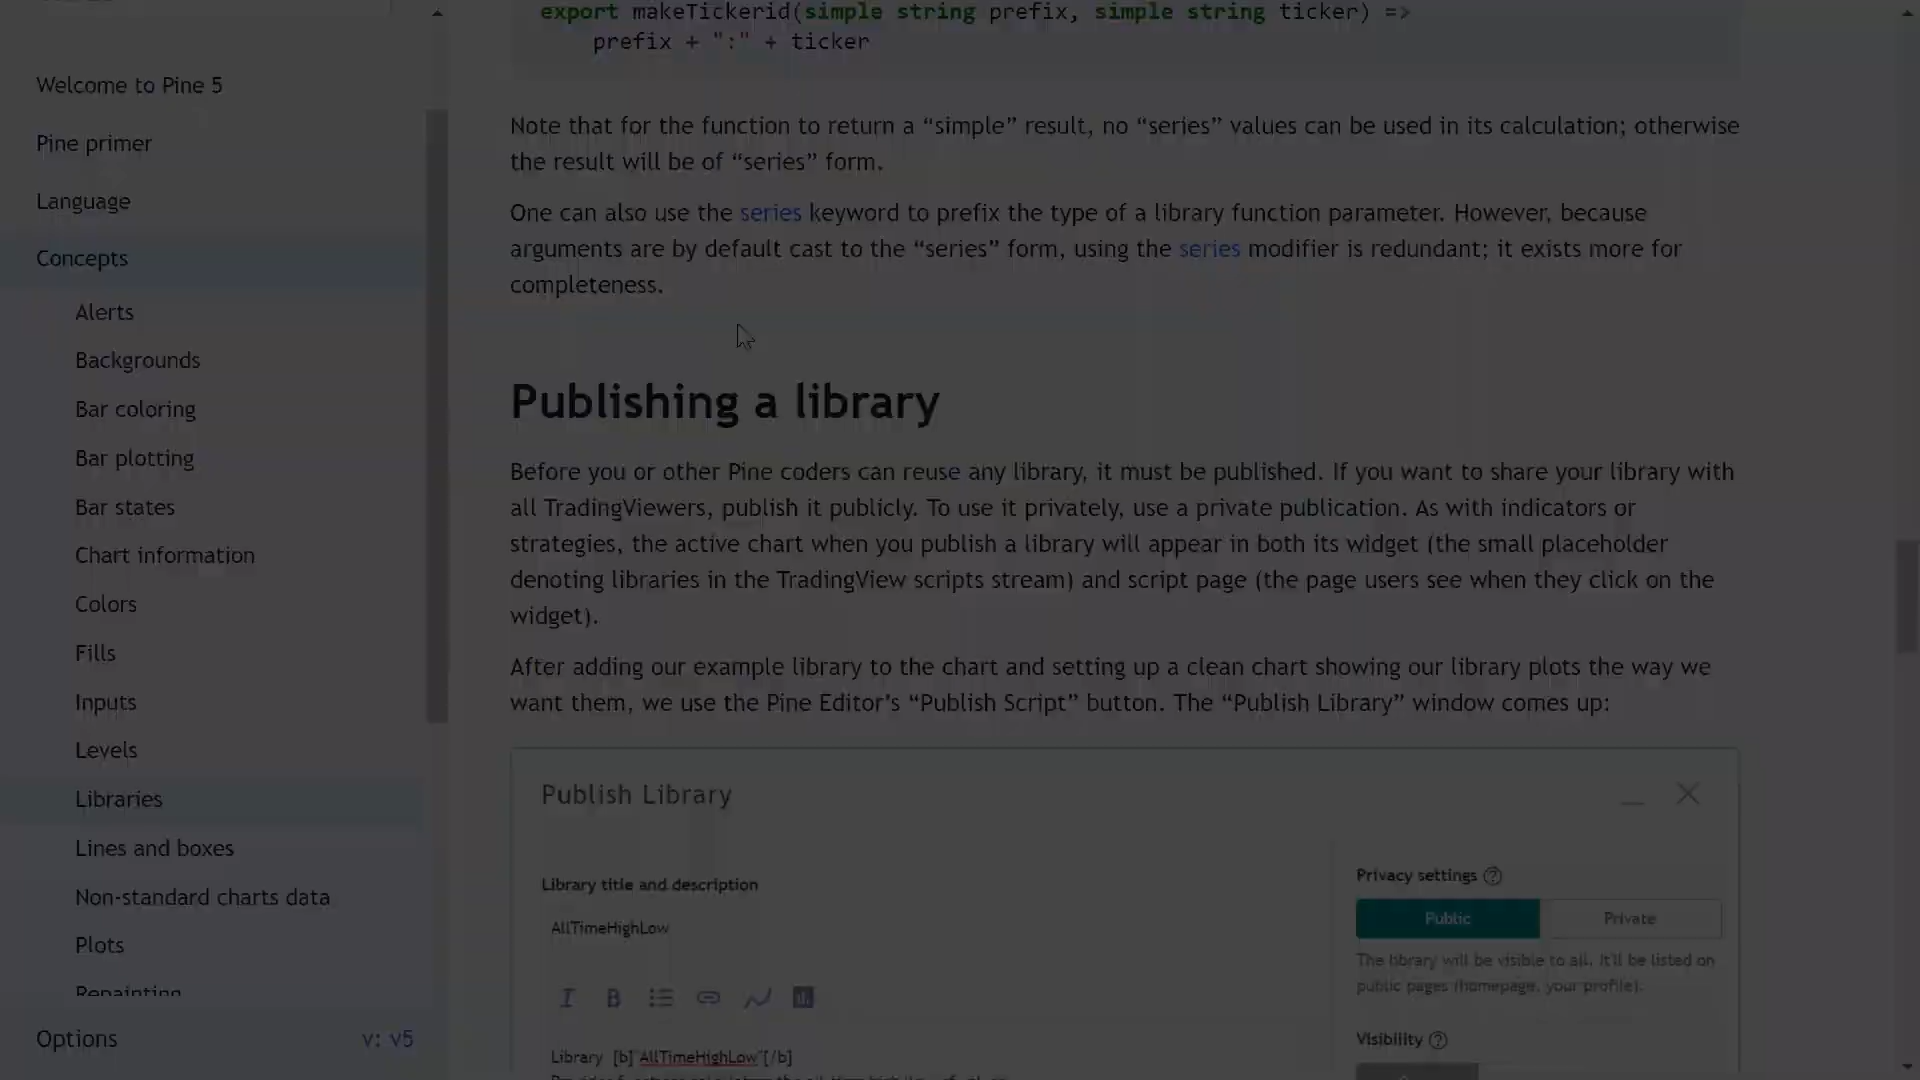 export makeTickerid(simple string prefix, simple string ticker) =>
prefix + ":" + ticker
Welcome to Pine 5
Pine primer
Language
Concepts
Alerts
Backgrounds
Bar coloring
Bar plotting
Bar states
Chart information
Colors
Fills
Inputs
Levels
Libraries
Lines and boxes
Non-standard charts data
Plots
Repainting
Options
v: v5
Note that for the function to return a “simple” result, no “series” values can be used in its calculation; otherwise
the result will be of “series” form.
One can also use the series keyword to prefix the type of a library function parameter. However, because
arguments are by default cast to the “series” form, using the series modifier is redundant; it exists more for
completeness.
Publishing a library
Before you or other Pine coders can reuse any library, it must be published. If you want to share your library with
all TradingViewers, publish it publicly. To use it privately, use a private publication. As with indicators or
strategies, the active chart when you publish a library will appear in both its widget (the small placeholder
denoting libraries in the TradingView scripts stream) and script page (the page users see when they click on the
widget).
After adding our example library to the chart and setting up a clean chart showing our library plots the way we
want them, we use the Pine Editor’s “Publish Script” button. The “Publish Library” window comes up:
Publish Library
Library title and description
AllTimeHighLow
I B
Library [b]"AllTimeHighLow"[/b]
Privacy settings
Public
Private
The library will be visible to all. It'll be listed on
public pages (homepage, your profile).
Visibility